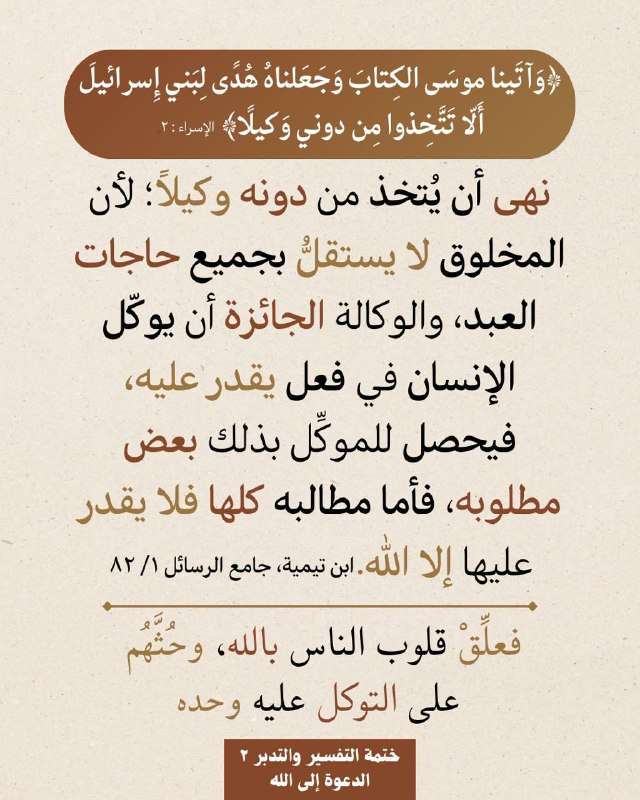 ﴿وَآتَينا موسَى الكِتابَ وَجَعَلناهُ هُدًى لِبَني إِسرائيلَ
أَلّا تَتَّخِذوا مِن دوني وَكيلًا﴾ الإسراء : ٢.
نهى أن يُتخذ من دونه وكيلاً؛ لأن
المخلوق لا يستقلُّ بجميع حاجات
العبد، والوكالة الجائزة أن يوكّل
الإنسان في فعل يقدر عليه،
فيحصل للموكِّل بذلك بعض
مطلوبه، فأما مطالبه كلها فلا يقدر
عليها إلا الله. ابن تيمية، جامع الرسائل ١/ ٨٢
فعلِّقْ قلوب الناس بالله، وحُثَّهُم
على التوكل عليه وحده
ختمة التفسير والتدبر ٢
الدعوة إلى الله